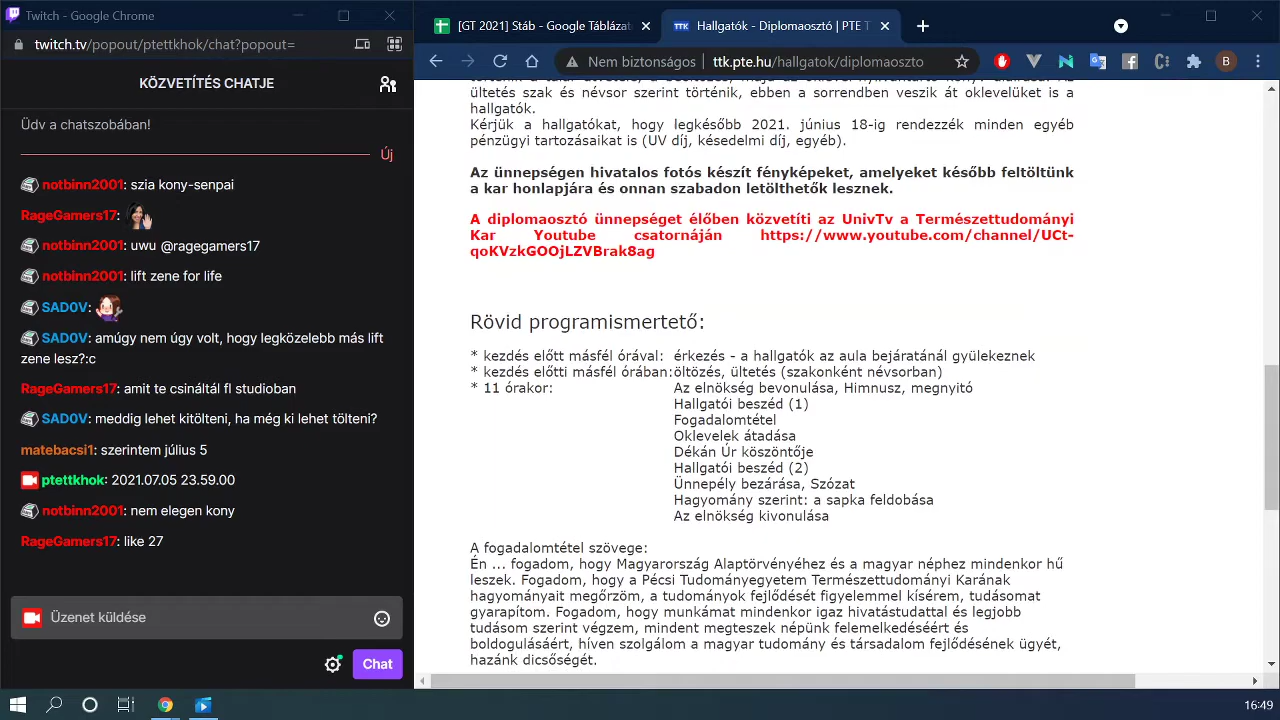 Twitch - Google Chrome
twitch.tv/popout/ptettkhok/chat?popout=
KÖZVETÍTÉS CHATJE
Üdv a chatszobában!
Új
notbinn2001: szia kony-senpai
RageGamers17:
notbinn2001: uwu @ragegamers17
notbinn2001: lift zene for life
SAD0V:
SAD0V: amúgy nem úgy volt, hogy legközelebb más lift
zene lesz?:c
RageGamers17: amit te csináltál fl studioban
SAD0V: meddig lehet kitölteni, ha még ki lehet tölteni?
matebacsi1: szerintem július 5
ptettkhok: 2021.07.05 23.59.00
notbinn2001: nem elegen kony
RageGamers17: like 27
Üzenet küldése
Chat
[GT 2021] Stáb - Google Táblázat
Hallgatók - Diplomaosztó | PTE T
Nem biztonságos
ttk.pte.hu/hallgatok/diplomaoszto
B
ültetés szak és névsor szerint történik, ebben a sorrendben veszik át oklevelüket is a
hallgatók.
Kérjük a hallgatókat, hogy legkésőbb 2021. június 18-ig rendezzék minden egyéb
pénzügyi tartozásaikat is (UV díj, késedelmi díj, egyéb).
Az ünnepségen hivatalos fotós készít fényképeket, amelyeket később feltöltünk
a kar honlapjára és onnan szabadon letölthetők lesznek.
A diplomaosztó ünnepséget élőben közvetíti az UnivTv a Természettudományi
Kar Youtube csatornáján https://www.youtube.com/channel/UCt-
qoKVzkGOOjLZVBrak8ag
Rövid programismertető:
* kezdés előtt másfél órával: érkezés - a hallgatók az aula bejáratánál gyülekeznek
* kezdés előtti másfél órában: öltözés, ültetés (szakonként névsorban)
* 11 órakor: Az elnökség bevonulása, Himnusz, megnyitó
Hallgatói beszéd (1)
Fogadalomtétel
Oklevelek átadása
Dékán Úr köszöntője
Hallgatói beszéd (2)
Ünnepély bezárása, Szózat
Hagyomány szerint: a sapka feldobása
Az elnökség kivonulása
A fogadalomtétel szövege:
Én ... fogadom, hogy Magyarország Alaptörvényéhez és a magyar néphez mindenkor hű
leszek. Fogadom, hogy a Pécsi Tudományegyetem Természettudományi Karának
hagyományait megőrzöm, a tudományok fejlődését figyelemmel kísérem, tudásomat
gyarapítom. Fogadom, hogy munkámat mindenkor igaz hivatástudattal és legjobb
tudásom szerint végzem, mindent megteszek népünk felemelkedéséért és
boldogulásáért, híven szolgálom a magyar tudomány és társadalom fejlődésének ügyét,
hazánk dicsőségét.
16:49